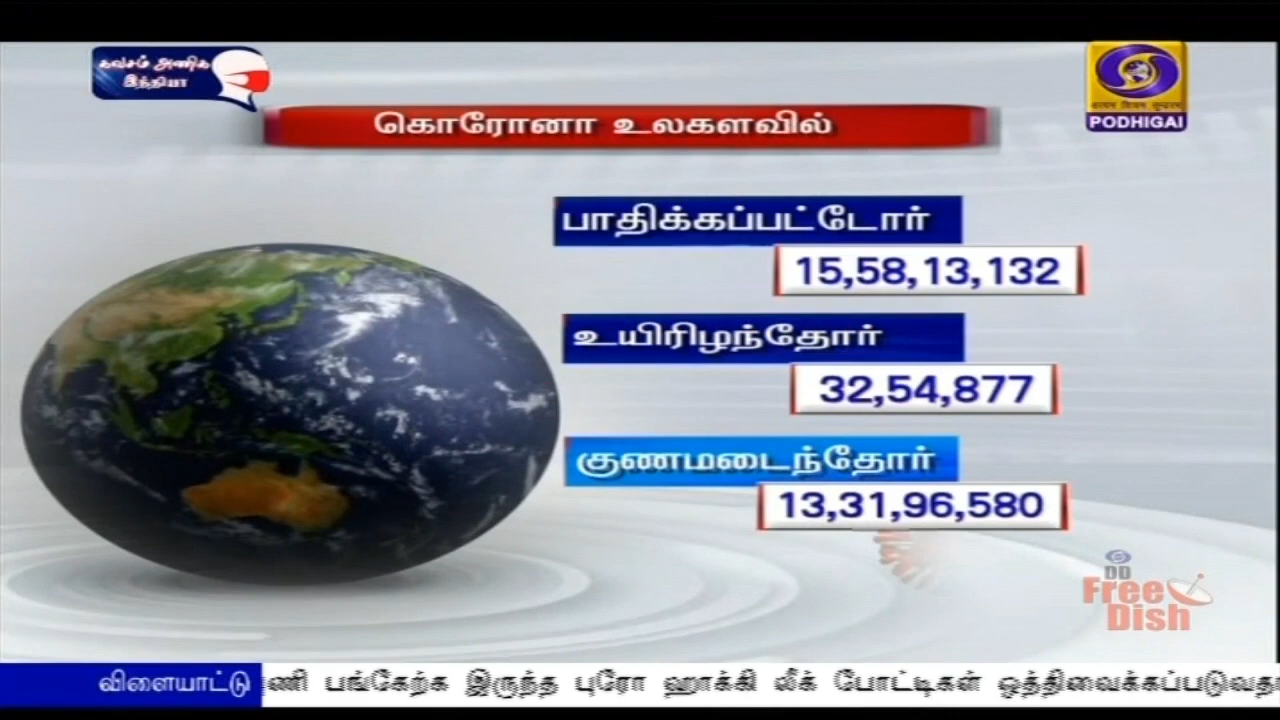 கவசம் அணிக
இந்தியா
PODHIGAI
கொரோனா உலகளவில்
பாதிக்கப்பட்டோர்
15,58,13,132
உயிரிழந்தோர்
32,54,877
குணமடைந்தோர்
13,31,96,580
DD
Free
Dish
விளையாட்டு ணி பங்கேற்க இருந்த புரோ ஹாக்கி லீக் போட்டிகள் ஒத்திவைக்கப்படுவதா